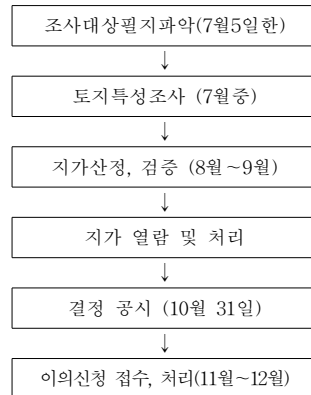 조사대상필지파악(7월5일한)
↓
토지특성조사 (7월중)
↓
지가산정, 검증 (8월~9월)
↓
지가 열람 및 처리
↓
결정 공시 (10월 31일)
↓
이의신청 접수, 처리(11월~12월)